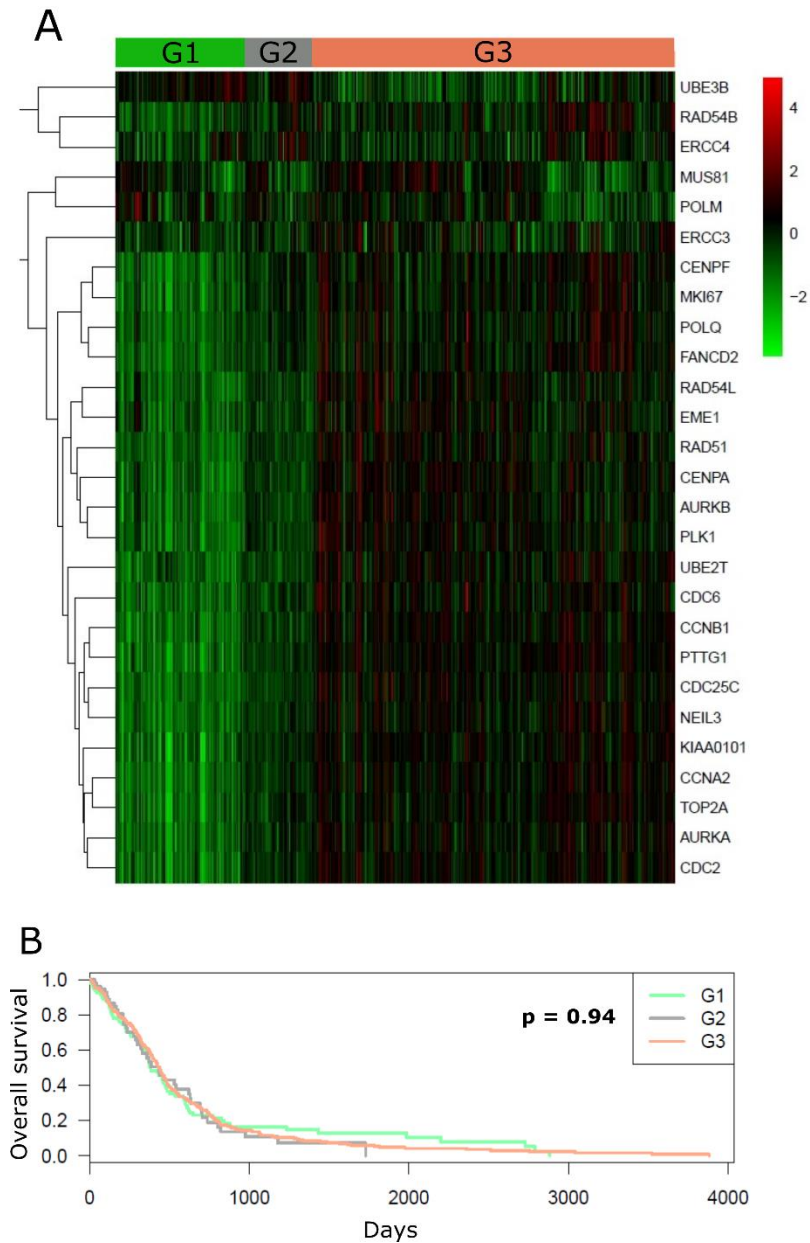 A
G1 G2 G3
UBE3B
RAD54B
ERCC4
MUS81
POLM
ERCC3
CENPF
MKI67
POLQ
FANCD2
RAD54L
EME1
RAD51
CENPA
AURKB
PLK1
UBE2T
CDC6
CCNB1
PTTG1
CDC25C
NEIL3
KIAA0101
CCNA2
TOP2A
AURKA
CDC2
4
2
0
−2
B
Overall survival
1.0
0.8
0.6
0.4
0.2
0.0
p = 0.94
G1
G2
G3
0 1000 2000 3000 4000
Days